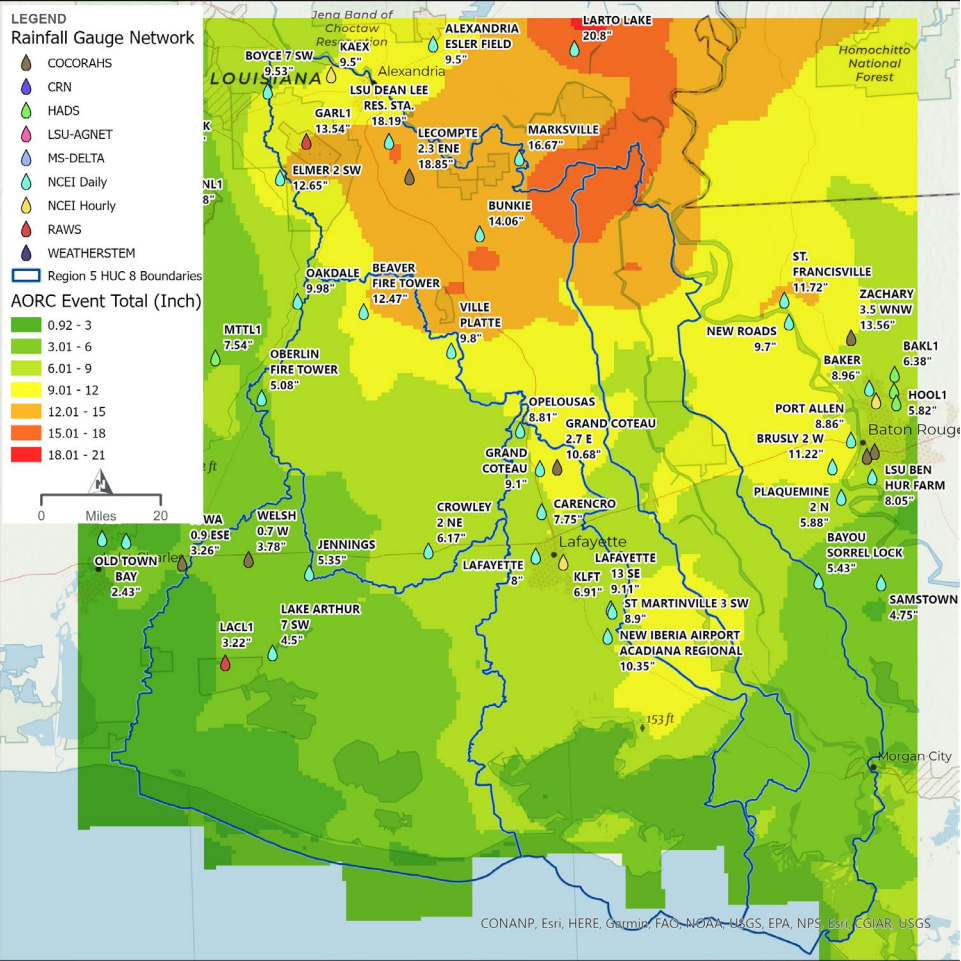 LEGEND
Rainfall Gauge Network
COCORAHS
CRN
HADS
LSU-AGNET
MS-DELTA
NCEI Daily
NCEI Hourly
RAWS
WEATHERSTEM
Region 5 HUC 8 Boundaries
AORC Event Total (Inch)
0.92 - 3
3.01 - 6
6.01 - 9
9.01 - 12
12.01 - 15
15.01 - 18
18.01 - 21
N
0 Miles 20
Jena Band of
Choctaw
Reservation
LOUISIANA
Alexandria
Homochitto
National
Forest
BOYCE 7 SW
9.53"
KAEX
9.5"
ALEXANDRIA
ESLER FIELD
9.5"
LARTO LAKE
20.8"
LSU DEAN LEE
RES. STA.
18.19"
GARL1
13.54"
K
LECOMPTE
2.3 ENE
18.85"
MARKSVILLE
16.67"
ELMER 2 SW
12.65"
NL1
8"
BUNKIE
14.06"
OAKDALE
9.98"
BEAVER
FIRE TOWER
12.47"
VILLE
PLATTE
9.8"
ST.
FRANCISVILLE
11.72"
ZACHARY
3.5 WNW
13.56"
NEW ROADS
9.7"
MTTL1
7.54"
OBERLIN
FIRE TOWER
5.08"
BAKER
8.96"
BAKL1
6.38"
HOOL1
5.82"
OPELOUSAS
8.81"
GRAND COTEAU
2.7 E
10.68"
PORT ALLEN
8.86"
Baton Rouge
BRUSLY 2 W
11.22"
GRAND
COTEAU
9.1"
LSU BEN
HUR FARM
8.05"
2 ft
PLAQUEMINE
2 N
5.88"
CARENCRO
7.75"
CROWLEY
2 NE
6.17"
IOWA
0.9 ESE
3.26"
WELSH
0.7 W
3.78"
JENNINGS
5.35"
Lafayette
LAFAYETTE
8"
KLFT
6.91"
LAFAYETTE
13 SE
9.11"
BAYOU
SORREL LOCK
5.43"
Lake Charles
OLD TOWN
BAY
2.43"
SAMSTOWN
4.75"
ST MARTINVILLE 3 SW
8.9"
LAKE ARTHUR
7 SW
4.5"
LACL1
3.22"
NEW IBERIA AIRPORT
ACADIANA REGIONAL
10.35"
153 ft
Morgan City
CONANP, Esri, HERE, Garmin, FAO, NOAA, USGS, EPA, NPS, Esri, CGIAR, USGS